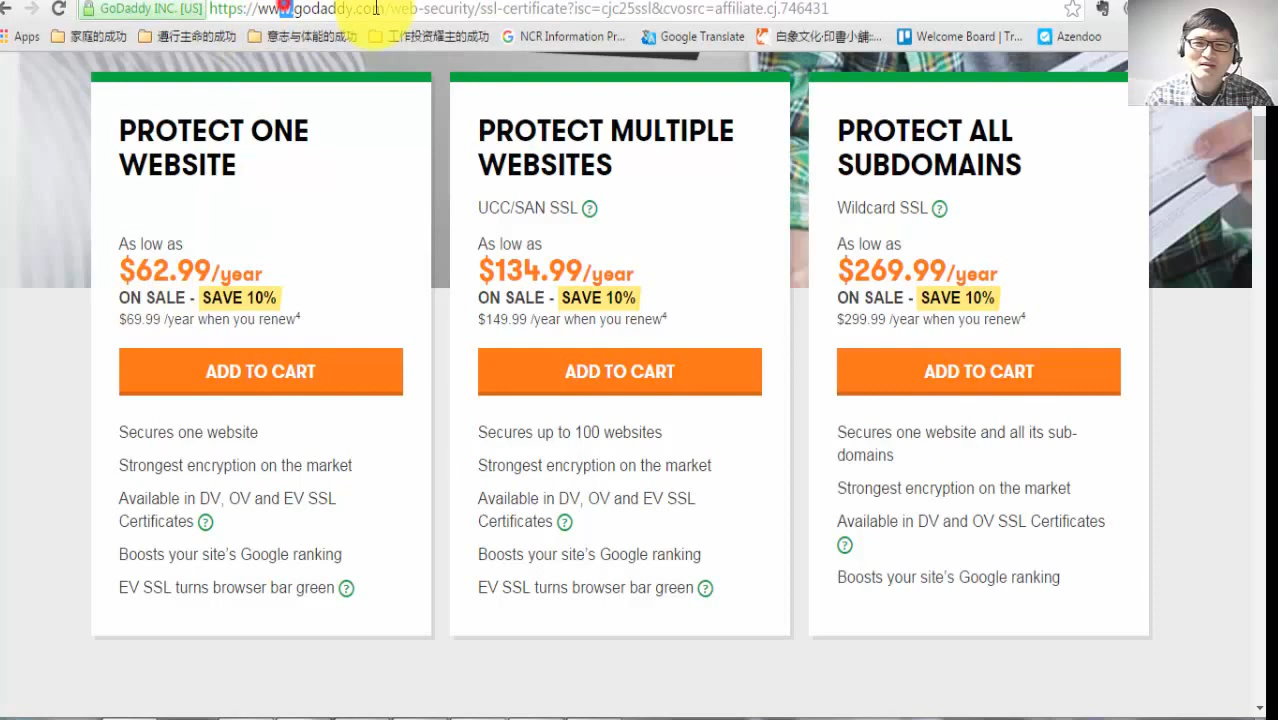 GoDaddy INC. [US] https://www.godaddy.com/web-security/ssl-certificate?isc=cjc25ssl&cvosrc=affiliate.cj.746431
Apps 家庭的成功 遵行主命的成功 意志与体能的成功 工作投资耀主的成功 NCR Information Pr... Google Translate 白象文化·印書小舖:... Welcome Board | Tr... Azendoo
PROTECT ONE
WEBSITE
As low as
$62.99/year
ON SALE - SAVE 10%
$69.99 /year when you renew4
ADD TO CART
Secures one website
Strongest encryption on the market
Available in DV, OV and EV SSL
Certificates ?
Boosts your site's Google ranking
EV SSL turns browser bar green ?
PROTECT MULTIPLE
WEBSITES
UCC/SAN SSL ?
As low as
$134.99/year
ON SALE - SAVE 10%
$149.99 /year when you renew4
ADD TO CART
Secures up to 100 websites
Strongest encryption on the market
Available in DV, OV and EV SSL
Certificates ?
Boosts your site's Google ranking
EV SSL turns browser bar green ?
PROTECT ALL
SUBDOMAINS
Wildcard SSL ?
As low as
$269.99/year
ON SALE - SAVE 10%
$299.99 /year when you renew4
ADD TO CART
Secures one website and all its sub-
domains
Strongest encryption on the market
Available in DV and OV SSL Certificates
?
Boosts your site's Google ranking